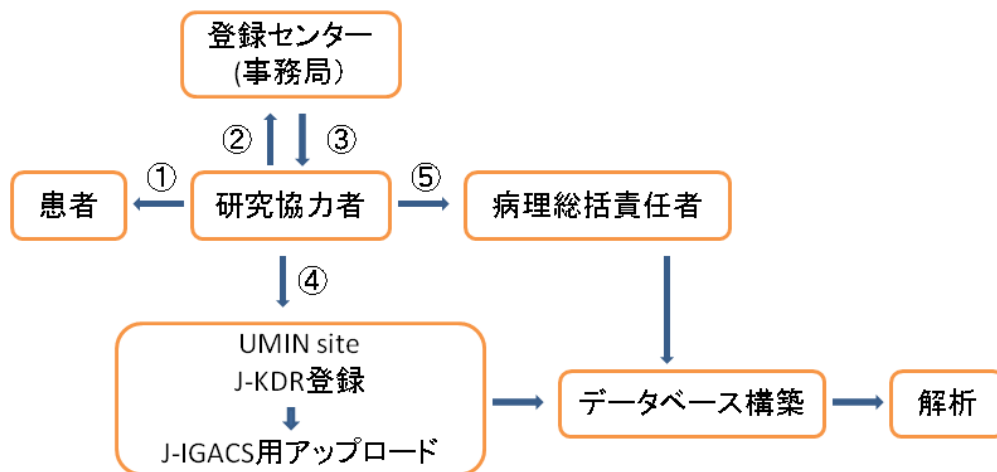 登録センター
(事務局）
②
③
①
⑤
患者
研究協力者
病理総括責任者
④
UMIN site
J-KDR登録
J-IGACS用アップロード
データベース構築
解析